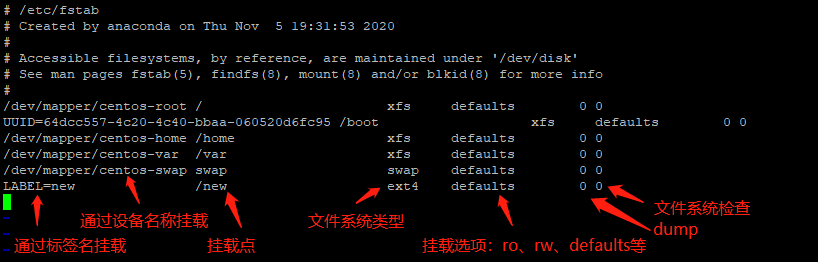 # /etc/fstab
# Created by anaconda on Thu Nov  5 19:31:53 2020
#
# Accessible filesystems, by reference, are maintained under '/dev/disk'
# See man pages fstab(5), findfs(8), mount(8) and/or blkid(8) for more info
#
/dev/mapper/centos-root /                       xfs     defaults        0 0
UUID=64dcc557-4c20-4c40-bbaa-060520d6fc95 /boot                   xfs     defaults        0 0
/dev/mapper/centos-home /home                   xfs     defaults        0 0
/dev/mapper/centos-var  /var                    xfs     defaults        0 0
/dev/mapper/centos-swap swap                    swap    defaults        0 0
LABEL=new               /new                    ext4    defaults        0 0
文件系统检查
通过设备名称挂载
文件系统类型
dump
通过标签名挂载
挂载点
挂载选项：ro、rw、defaults等
~
~
~